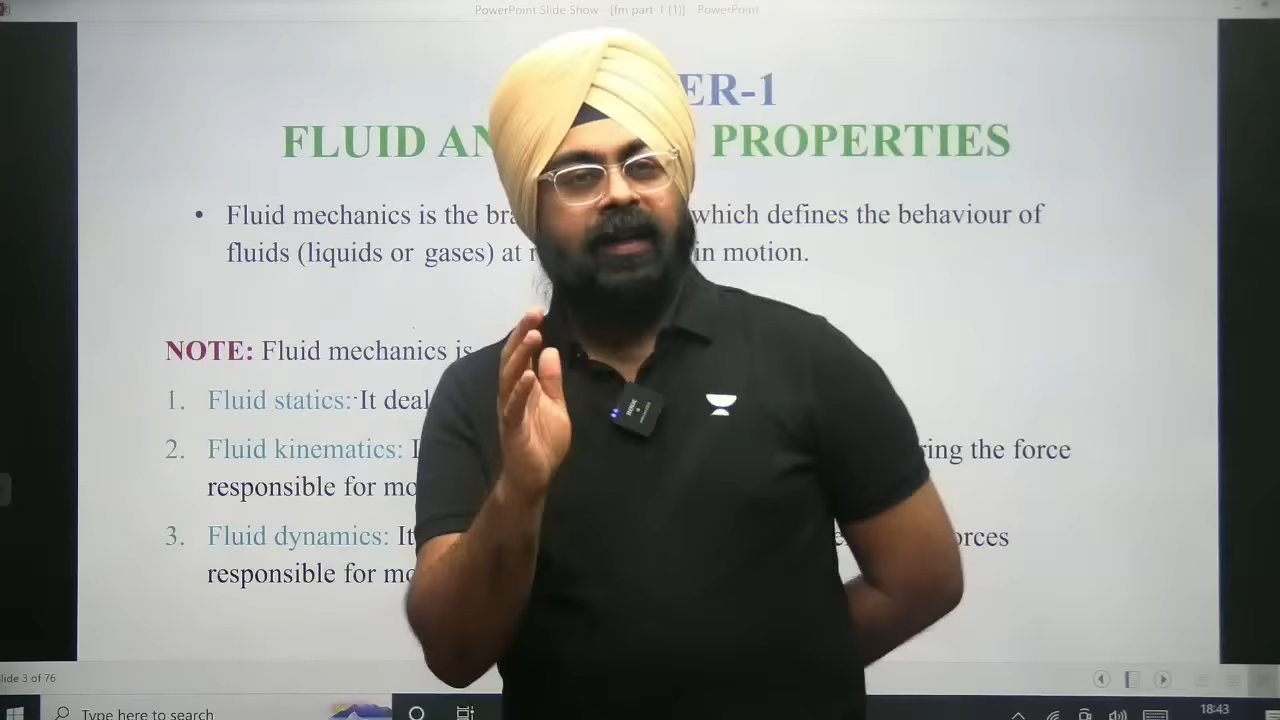 PowerPoint Slide Show - [fm part-1 (1)] - PowerPoint
ER-1
FLUID AN PROPERTIES
• Fluid mechanics is the bra which defines the behaviour of
fluids (liquids or gases) at r in motion.
NOTE: Fluid mechanics is
1. Fluid statics: It deal
2. Fluid kinematics: I ring the force
responsible for mo
3. Fluid dynamics: It orces
responsible for mo
lide 3 of 76
Type here to search
18:43